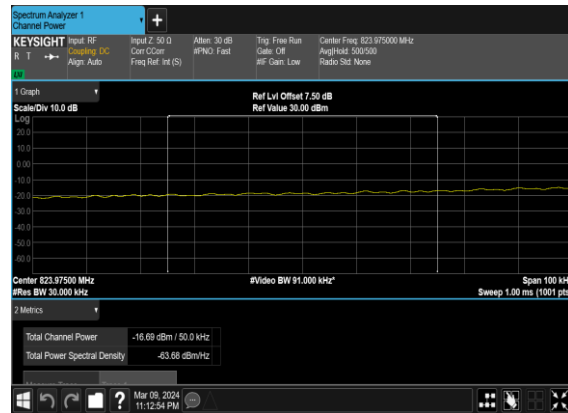 Spectrum Analyzer 1
Channel Power
KEYSIGHT Input: RF Input Z: 50 Ω Atten: 30 dB Trig: Free Run Center Freq: 823.975000 MHz
R T Coupling: DC Corr CCorr #PNO: Fast Gate: Off Avg|Hold: 500/500
Align: Auto Freq Ref: Int (S) #IF Gain: Low Radio Std: None
1 Graph
Ref Lvl Offset 7.50 dB
Scale/Div 10.0 dB Ref Value 30.00 dBm
Log
20.0
10.0
0.00
-10.0
-20.0
-30.0
-40.0
-50.0
-60.0
Center 823.97500 MHz #Video BW 91.000 kHz* Span 100 kH
#Res BW 30.000 kHz Sweep 1.00 ms (1001 pts
2 Metrics
Total Channel Power -16.69 dBm / 50.0 kHz
Total Power Spectral Density -63.68 dBm/Hz
?
Mar 09, 2024
11:12:54 PM